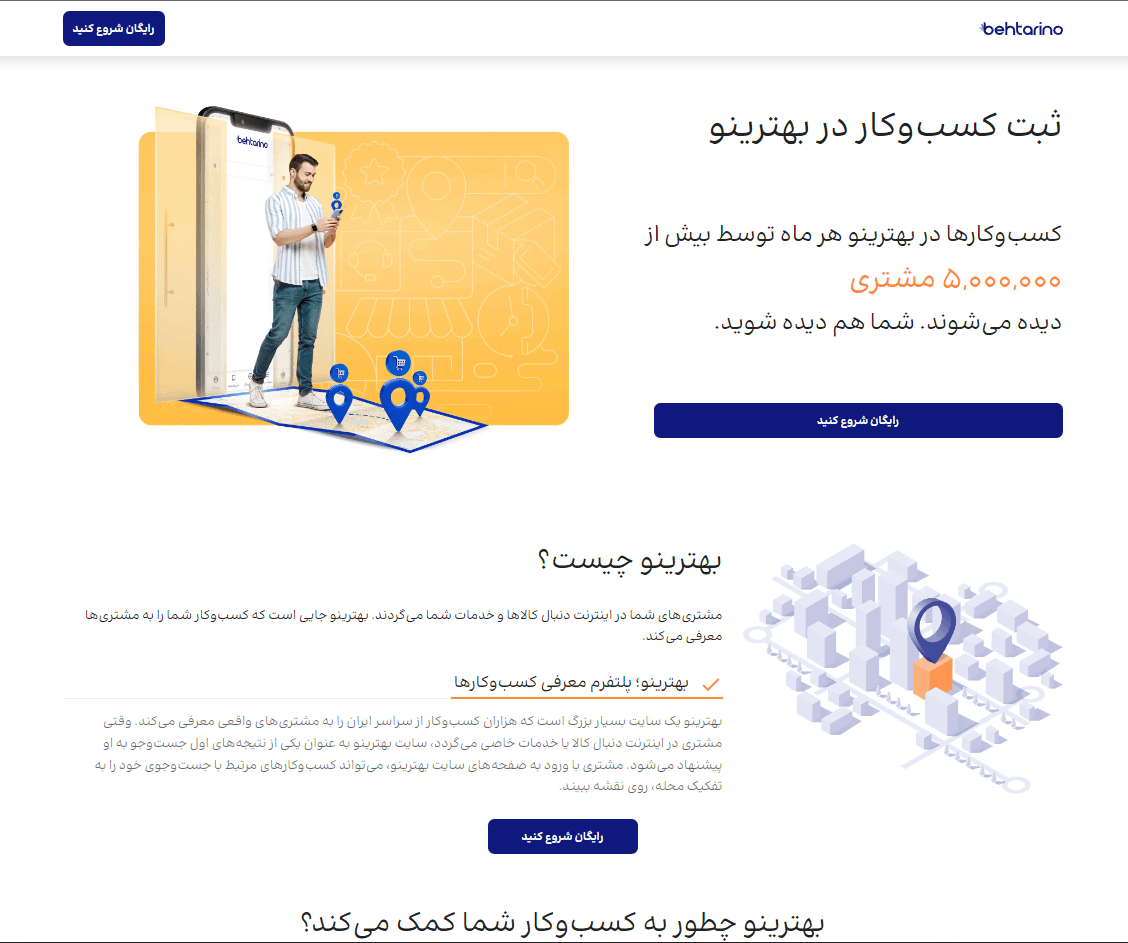 behtarino
رایگان شروع کنید
ثبت کسب‌وکار در بهترینو
کسب‌وکارها در بهترینو هر ماه توسط بیش از
۵,۰۰۰,۰۰۰ مشتری
دیده می‌شوند. شما هم دیده شوید.
رایگان شروع کنید
behtarino
بهترینو چیست؟
مشتری‌های شما در اینترنت دنبال کالاها و خدمات شما می‌گردند. بهترینو جایی است که کسب‌وکار شما را به مشتری‌ها
معرفی می‌کند.
بهترینو؛ پلتفرم معرفی کسب‌وکارها
بهترینو یک سایت بسیار بزرگ است که هزاران کسب‌وکار از سراسر ایران را به مشتری‌های واقعی معرفی می‌کند. وقتی
مشتری در اینترنت دنبال کالا یا خدمات خاصی می‌گردد، سایت بهترینو به عنوان یکی از نتیجه‌های اول جست‌وجو به او
پیشنهاد می‌شود. مشتری با ورود به صفحه‌های سایت بهترینو، می‌تواند کسب‌وکارهای مرتبط با جست‌وجوی خود را به
تفکیک محله، روی نقشه ببیند.
رایگان شروع کنید
بهترینو چطور به کسب‌وکار شما کمک می‌کند؟